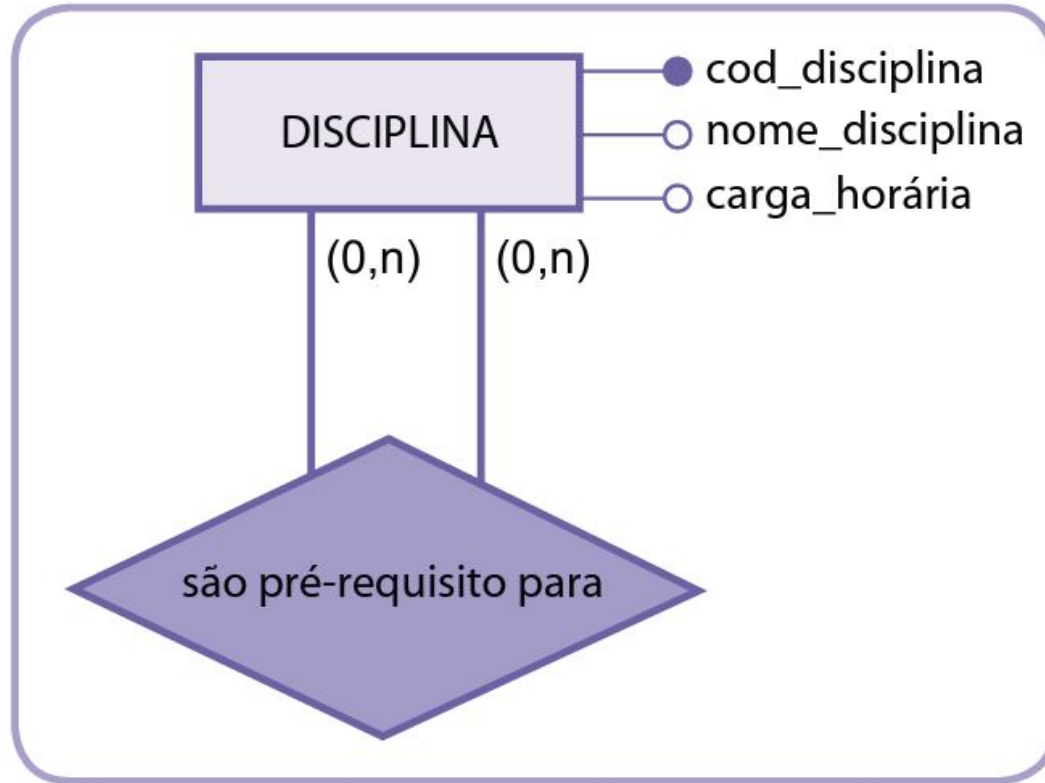 DISCIPLINA
cod_disciplina
nome_disciplina
carga_horária
(0,n)
(0,n)
são pré-requisito para